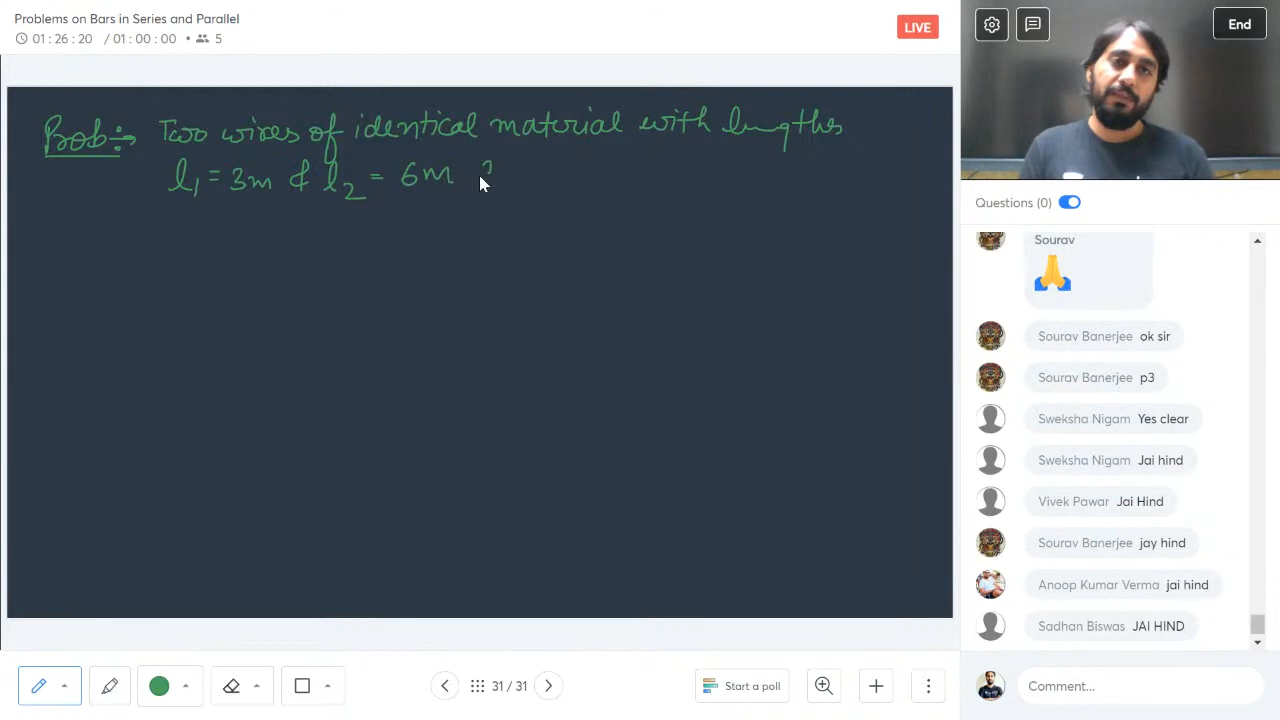 Problems on Bars in Series and Parallel
01:26:20 / 01:00:00 • 5
LIVE
End
Prob:- Two wires of identical material with lengths
l1 = 3m & l2 = 6m
Questions (0)
Sourav
🙏
Sourav Banerjee ok sir
Sourav Banerjee p3
Sweksha Nigam Yes clear
Sweksha Nigam Jai hind
Vivek Pawar Jai Hind
Sourav Banerjee jay hind
Anoop Kumar Verma jai hind
Sadhan Biswas JAI HIND
31 / 31
Start a poll
Comment...